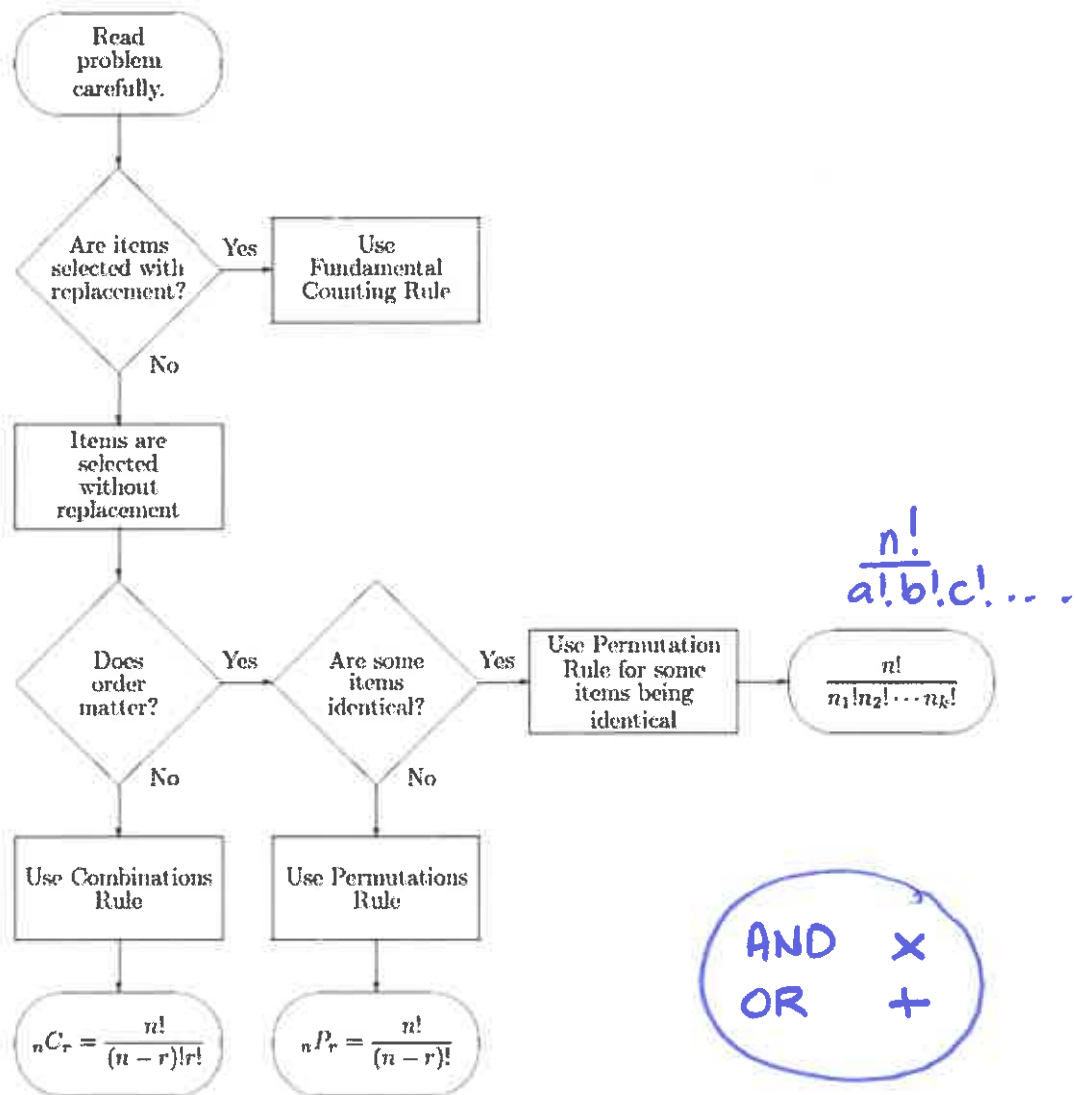 Read
problem
carefully.
Are items
selected with
replacement?
Yes
Use
Fundamental
Counting Rule
No
Items are
selected
without
replacement
Does
order
matter?
Yes
Are some
items
identical?
Yes
Use Permutation
Rule for some
items being
identical
n!
a!b!c!....
n!
n₁!n₂!⋯nₖ!
No
No
Use Combinations
Rule
Use Permutations
Rule
ₙCᵣ = n!/(n − r)!r!
ₙPᵣ = n!/(n − r)!
AND ×
OR +